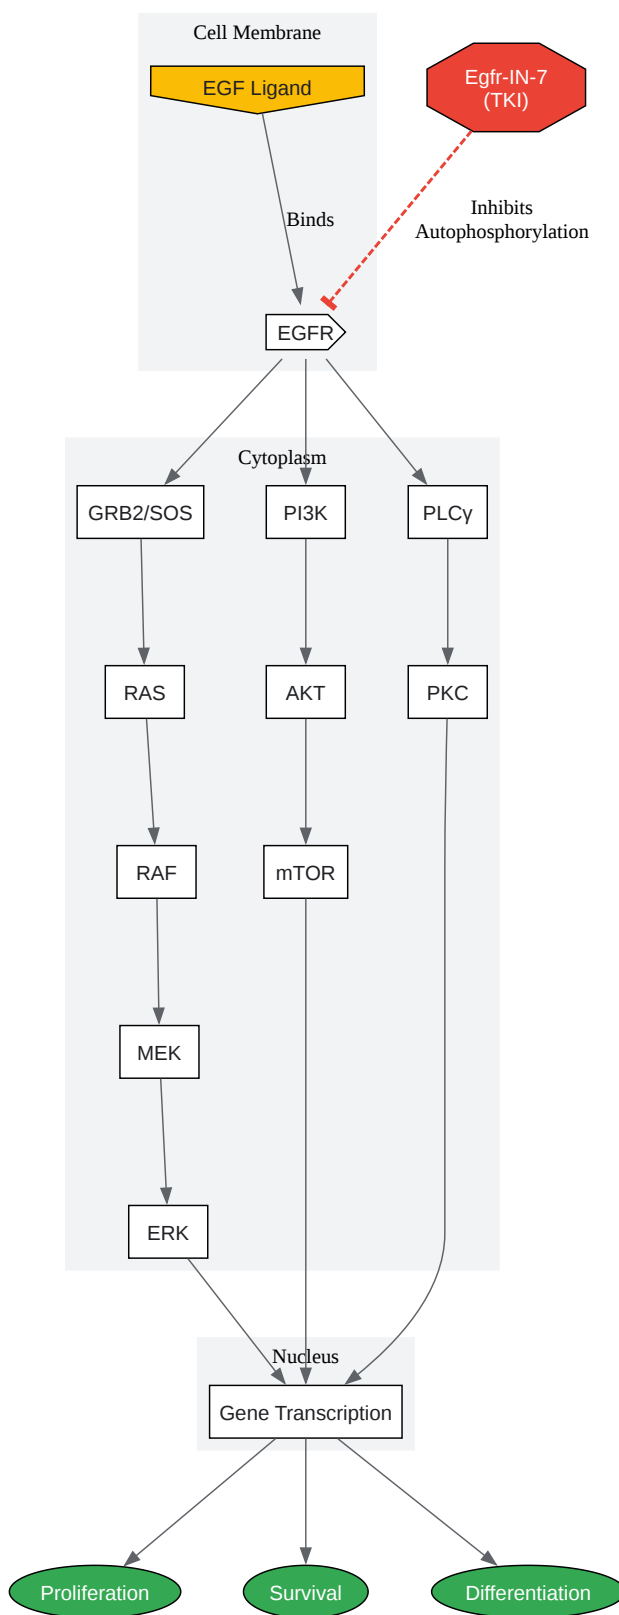 Cell Membrane
EGF Ligand
Egfr-IN-7
(TKI)
Binds
Inhibits
Autophosphorylation
EGFR
Cytoplasm
GRB2/SOS
PI3K
PLCγ
RAS
AKT
PKC
RAF
mTOR
MEK
ERK
Nucleus
Gene Transcription
Proliferation
Survival
Differentiation